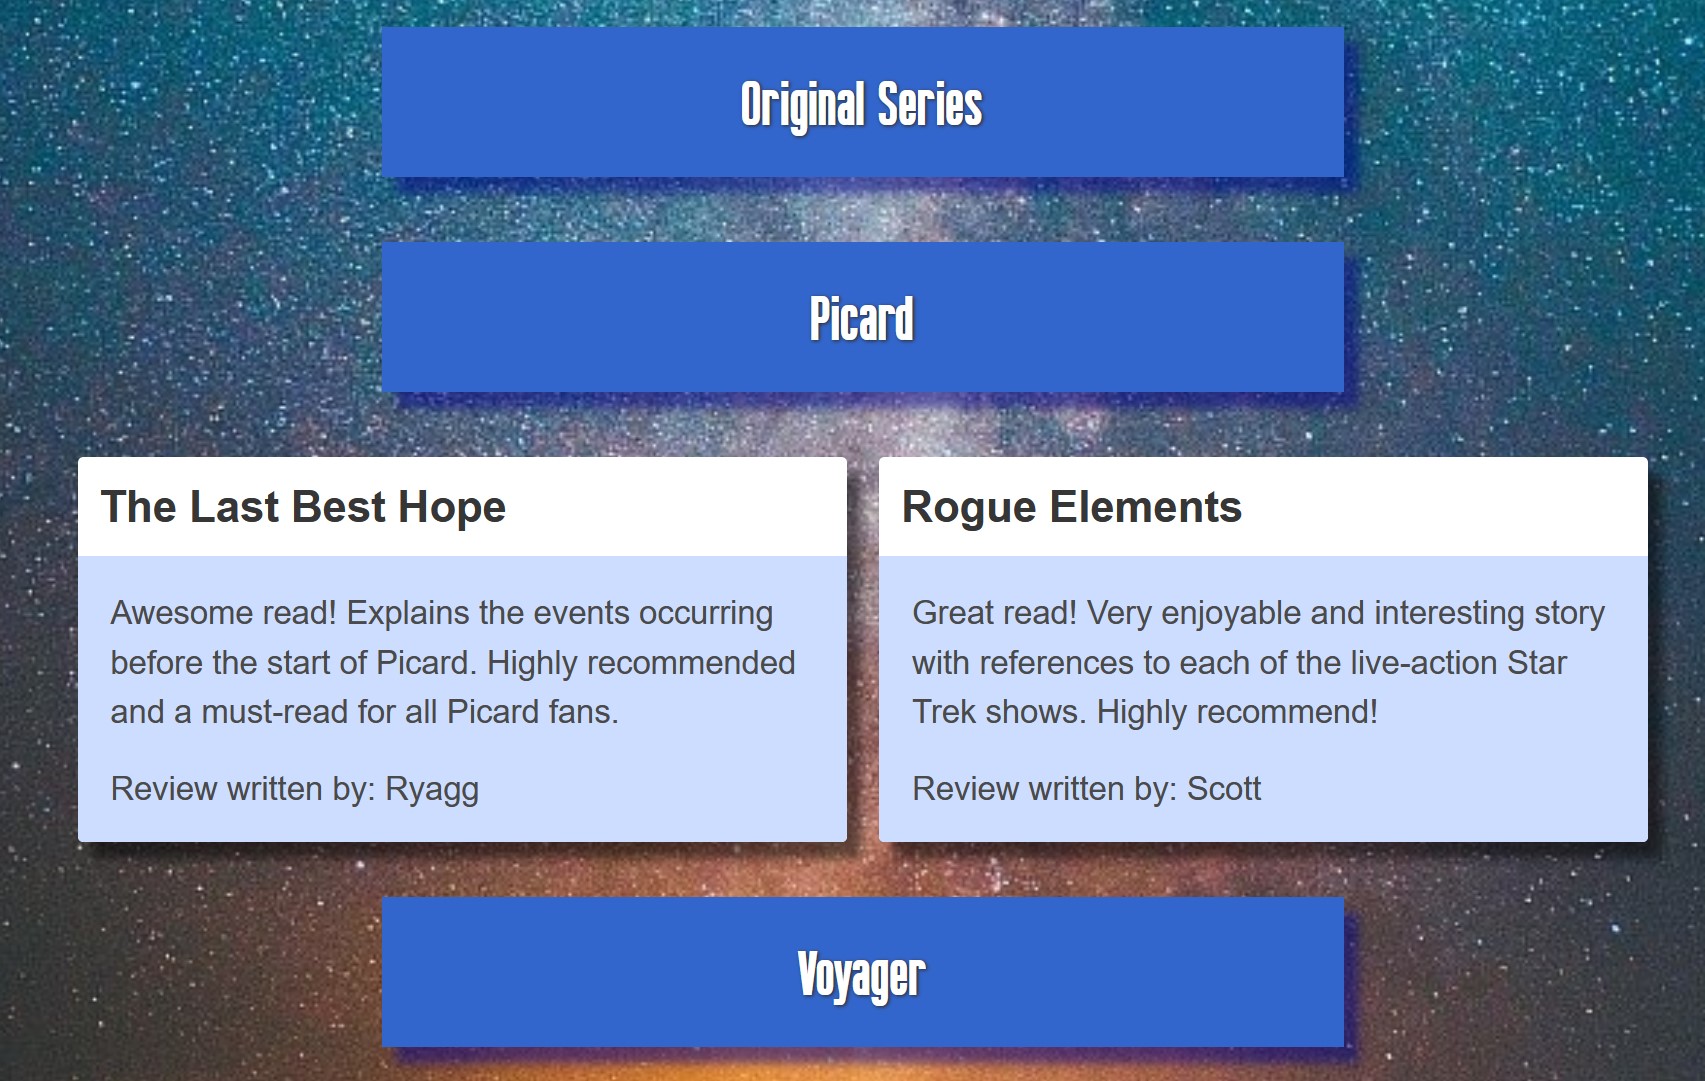 Original Series
Picard
The Last Best Hope
Awesome read! Explains the events occurring
before the start of Picard. Highly recommended
and a must-read for all Picard fans.
Review written by: Ryagg
Rogue Elements
Great read! Very enjoyable and interesting story
with references to each of the live-action Star
Trek shows. Highly recommend!
Review written by: Scott
Voyager